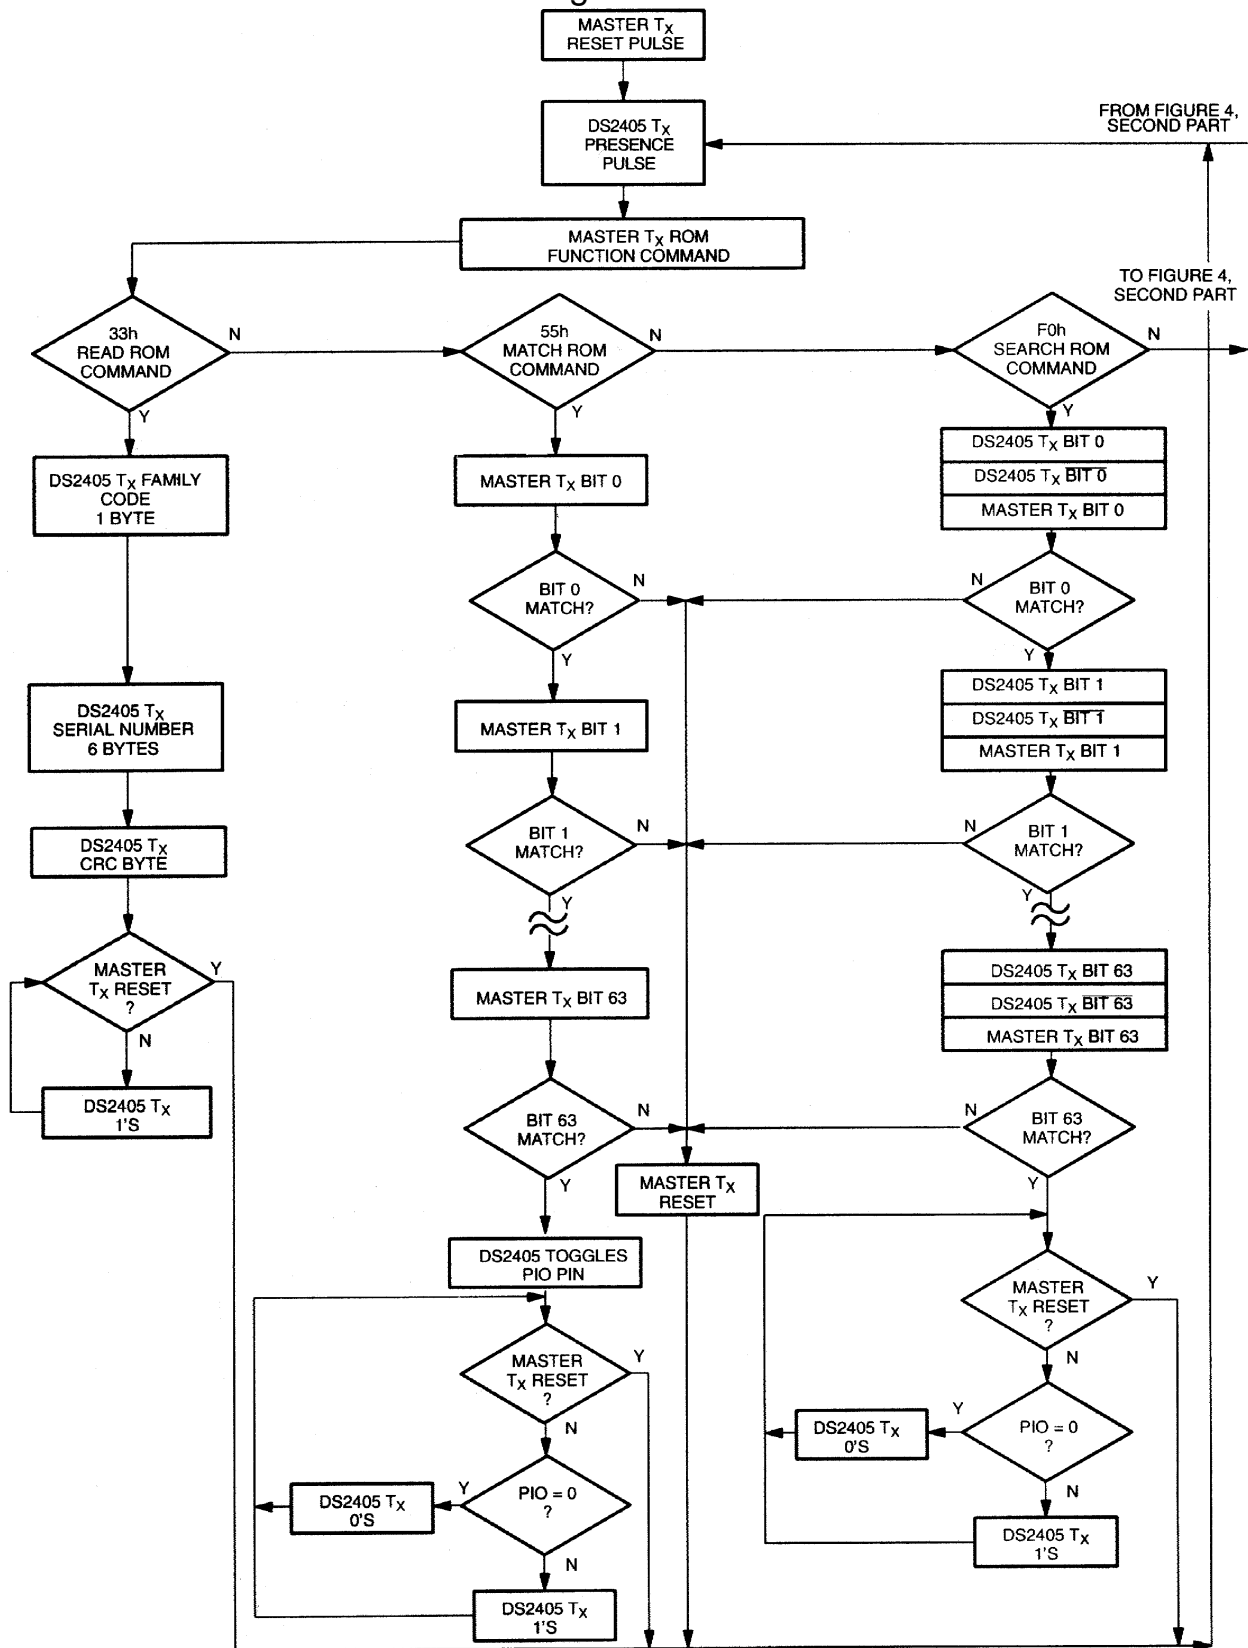 MASTER TX
RESET PULSE
DS2405 TX
PRESENCE
PULSE
FROM FIGURE 4,
SECOND PART
MASTER TX ROM
FUNCTION COMMAND
TO FIGURE 4,
SECOND PART
33h
READ ROM
COMMAND
N
Y
55h
MATCH ROM
COMMAND
N
Y
F0h
SEARCH ROM
COMMAND
N
Y
DS2405 TX FAMILY
CODE
1 BYTE
DS2405 TX
SERIAL NUMBER
6 BYTES
DS2405 TX
CRC BYTE
MASTER
TX RESET
?
Y
N
DS2405 TX
1'S
MASTER TX BIT 0
BIT 0
MATCH?
N
Y
MASTER TX BIT 1
BIT 1
MATCH?
N
Y
MASTER TX BIT 63
BIT 63
MATCH?
N
Y
DS2405 TOGGLES
PIO PIN
MASTER
TX RESET
?
Y
N
PIO = 0
?
Y
N
DS2405 TX
0'S
DS2405 TX
1'S
MASTER TX
RESET
DS2405 TX BIT 0
DS2405 TX BIT 0
MASTER TX BIT 0
BIT 0
MATCH?
N
Y
DS2405 TX BIT 1
DS2405 TX BIT 1
MASTER TX BIT 1
BIT 1
MATCH?
N
Y
DS2405 TX BIT 63
DS2405 TX BIT 63
MASTER TX BIT 63
BIT 63
MATCH?
N
Y
MASTER
TX RESET
?
Y
N
PIO = 0
?
Y
N
DS2405 TX
0'S
DS2405 TX
1'S